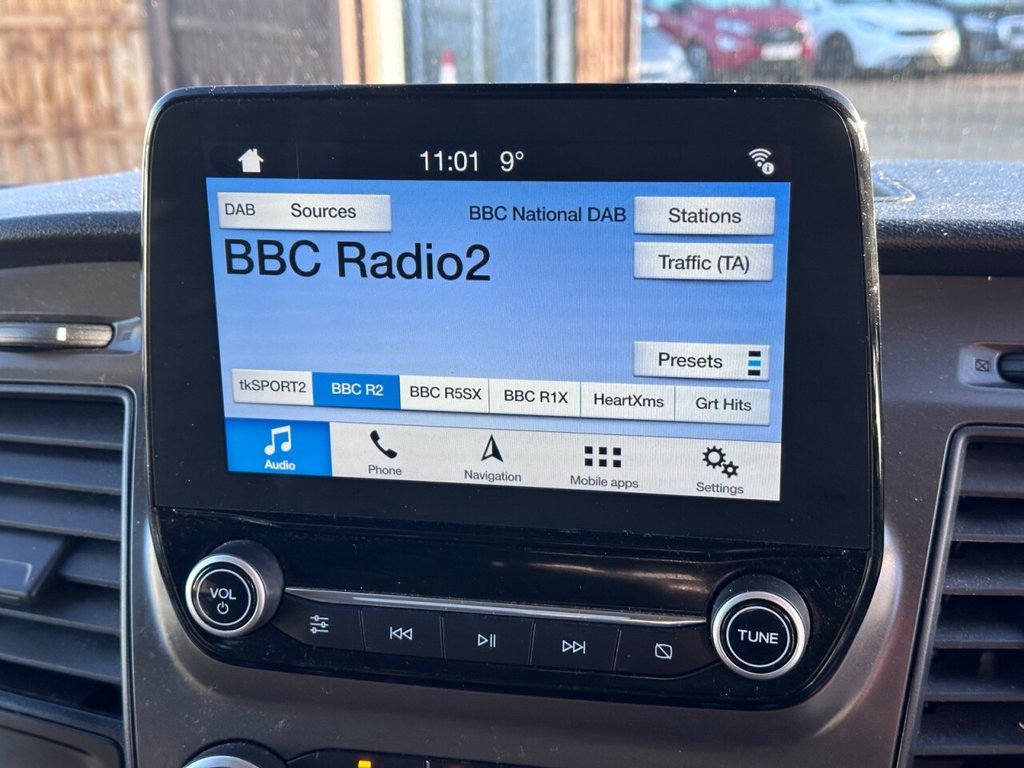 11:01 9°
DAB Sources
BBC National DAB
Stations
BBC Radio2
Traffic (TA)
Presets
tkSPORT2
BBC R2
BBC R5SX
BBC R1X
HeartXms
Grt Hits
Audio
Phone
Navigation
Mobile apps
Settings
VOL
TUNE